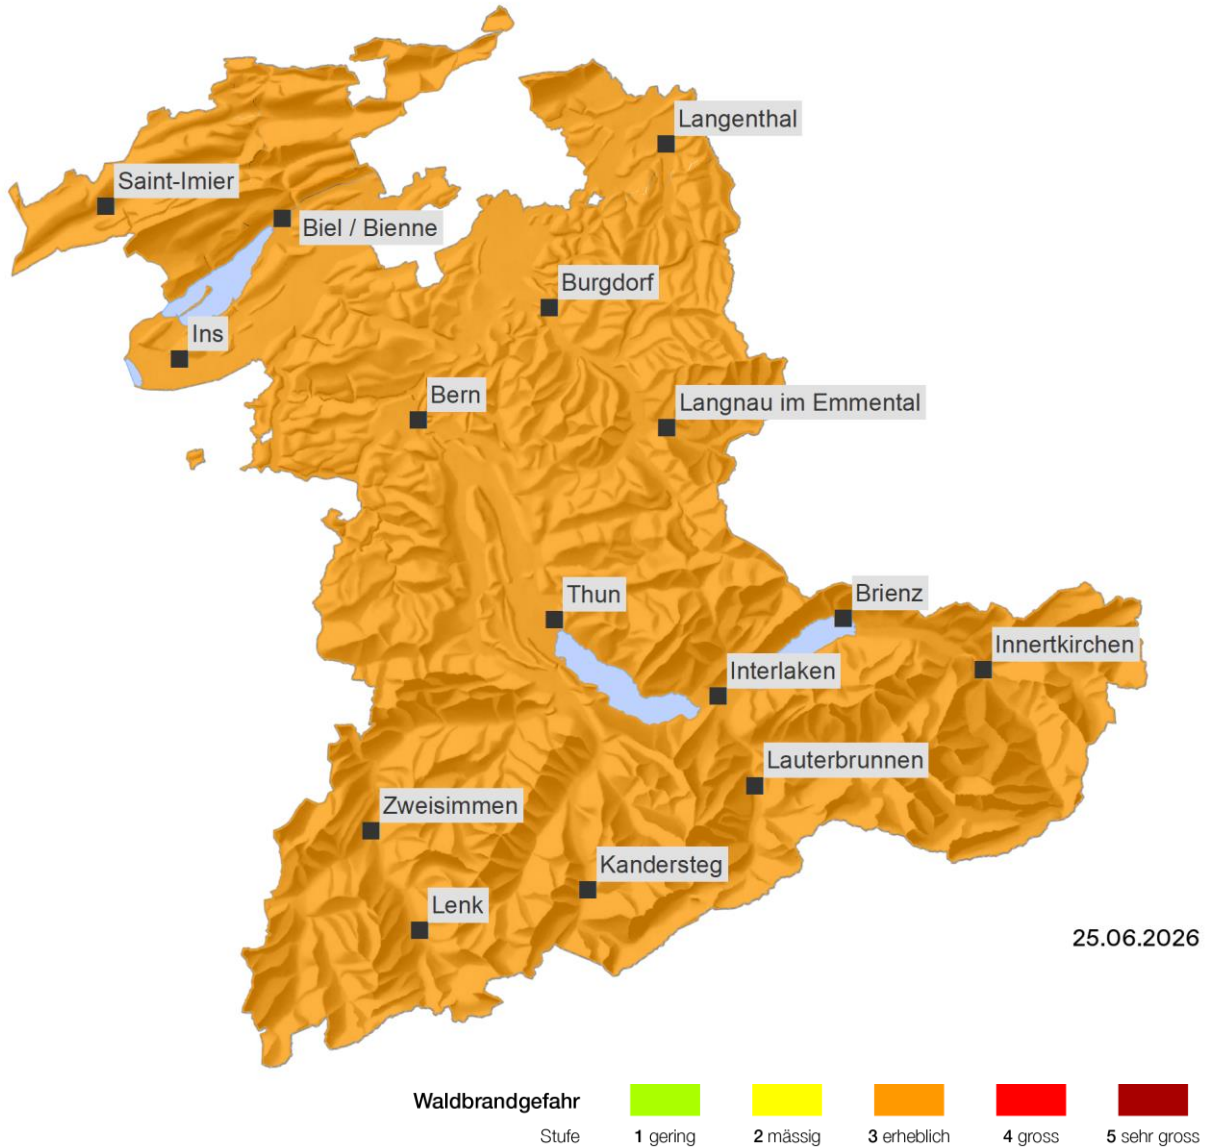 Langenthal
Saint-Imier
Biel / Bienne
Burgdorf
Ins
Bern
Langnau im Emmental
Thun
Brienz
Innertkirchen
Interlaken
Lauterbrunnen
Zweisimmen
Kandersteg
Lenk
25.06.2026
Waldbrandgefahr
Stufe 1 gering 2 mässig 3 erheblich 4 gross 5 sehr gross